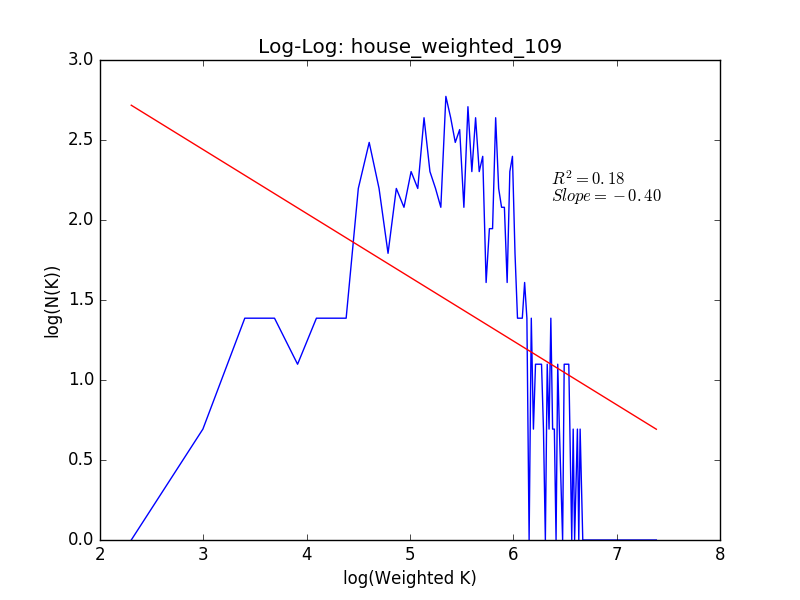 Log-Log: house_weighted_109
3.0
2.5
2.0
1.5
1.0
0.5
0.0
log(N(K))
R² = 0.18
Slope = −0.40
2 3 4 5 6 7 8
log(Weighted K)